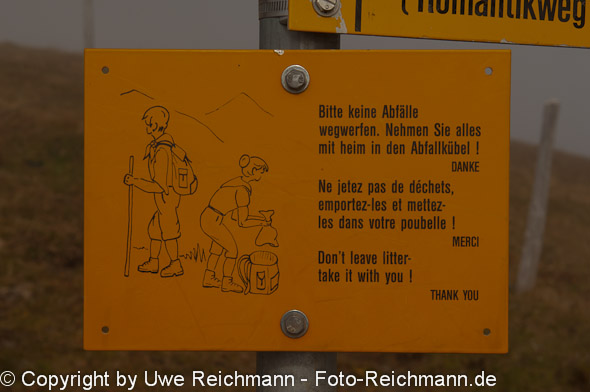 Romantikweg
Bitte keine Abfälle
wegwerfen. Nehmen Sie alles
mit heim in den Abfallkübel !
DANKE
Ne jetez pas de déchets,
emportez-les et mettez-
les dans votre poubelle !
MERCI
Don't leave litter-
take it with you !
THANK YOU
© Copyright by Uwe Reichmann - Foto-Reichmann.de